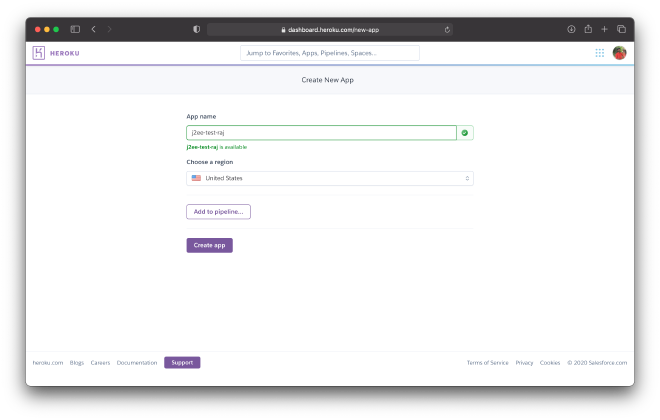 dashboard.heroku.com/new-app
HEROKU
Jump to Favorites, Apps, Pipelines, Spaces...
Create New App
App name
j2ee-test-raj
j2ee-test-raj is available
Choose a region
United States
Add to pipeline...
Create app
heroku.com Blogs Careers Documentation Support Terms of Service Privacy Cookies © 2020 Salesforce.com